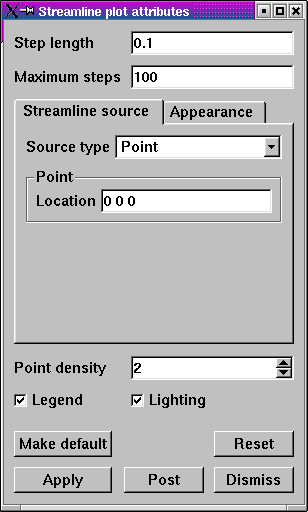 Streamline plot attributes
Step length 0.1
Maximum steps 100
Streamline source Appearance
Source type Point
Point
Location 0 0 0
Point density 2
Legend Lighting
Make default Reset
Apply Post Dismiss